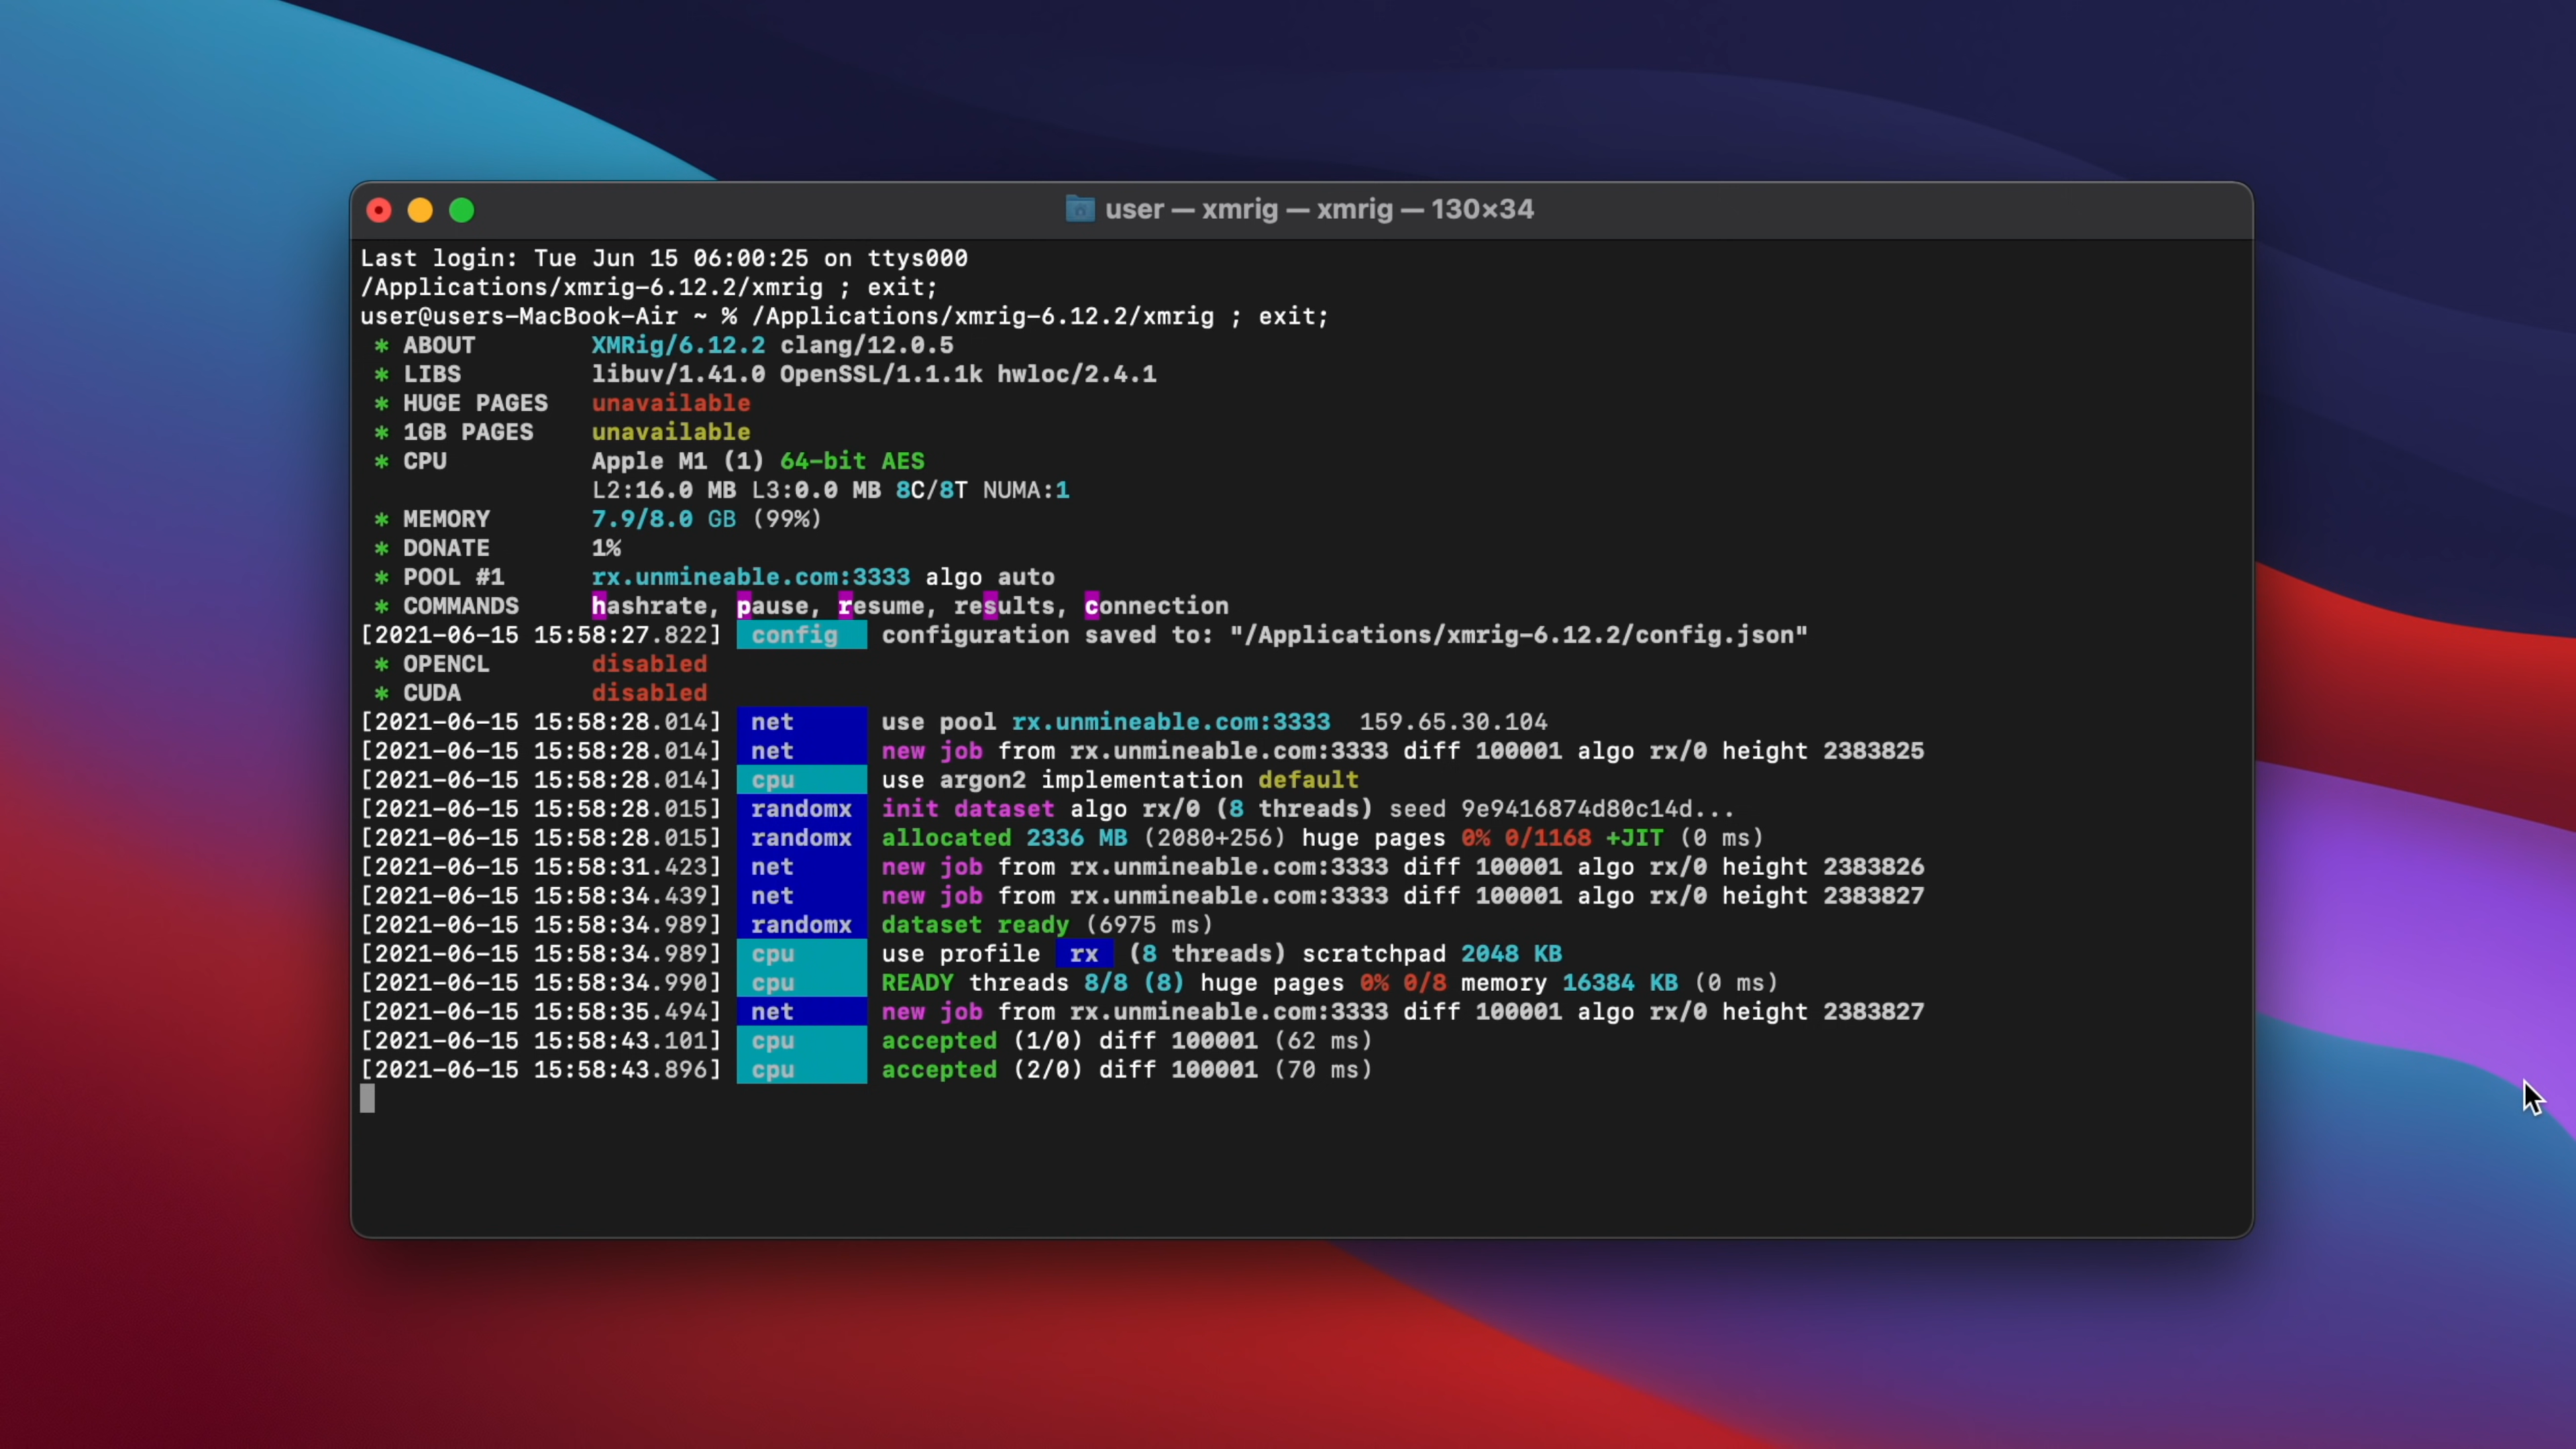 user — xmrig — xmrig — 130×34
Last login: Tue Jun 15 06:00:25 on ttys000
/Applications/xmrig-6.12.2/xmrig ; exit;
user@users-MacBook-Air ~ % /Applications/xmrig-6.12.2/xmrig ; exit;
* ABOUT XMRig/6.12.2 clang/12.0.5
* LIBS libuv/1.41.0 OpenSSL/1.1.1k hwloc/2.4.1
* HUGE PAGES unavailable
* 1GB PAGES unavailable
* CPU Apple M1 (1) 64-bit AES
L2:16.0 MB L3:0.0 MB 8C/8T NUMA:1
* MEMORY 7.9/8.0 GB (99%)
* DONATE 1%
* POOL #1 rx.unmineable.com:3333 algo auto
* COMMANDS hashrate, pause, resume, results, connection
[2021-06-15 15:58:27.822] config configuration saved to: "/Applications/xmrig-6.12.2/config.json"
* OPENCL disabled
* CUDA disabled
[2021-06-15 15:58:28.014] net use pool rx.unmineable.com:3333 159.65.30.104
[2021-06-15 15:58:28.014] net new job from rx.unmineable.com:3333 diff 100001 algo rx/0 height 2383825
[2021-06-15 15:58:28.014] cpu use argon2 implementation default
[2021-06-15 15:58:28.015] randomx init dataset algo rx/0 (8 threads) seed 9e9416874d80c14d...
[2021-06-15 15:58:28.015] randomx allocated 2336 MB (2080+256) huge pages 0% 0/1168 +JIT (0 ms)
[2021-06-15 15:58:31.423] net new job from rx.unmineable.com:3333 diff 100001 algo rx/0 height 2383826
[2021-06-15 15:58:34.439] net new job from rx.unmineable.com:3333 diff 100001 algo rx/0 height 2383827
[2021-06-15 15:58:34.989] randomx dataset ready (6975 ms)
[2021-06-15 15:58:34.989] cpu use profile rx (8 threads) scratchpad 2048 KB
[2021-06-15 15:58:34.990] cpu READY threads 8/8 (8) huge pages 0% 0/8 memory 16384 KB (0 ms)
[2021-06-15 15:58:35.494] net new job from rx.unmineable.com:3333 diff 100001 algo rx/0 height 2383827
[2021-06-15 15:58:43.101] cpu accepted (1/0) diff 100001 (62 ms)
[2021-06-15 15:58:43.896] cpu accepted (2/0) diff 100001 (70 ms)